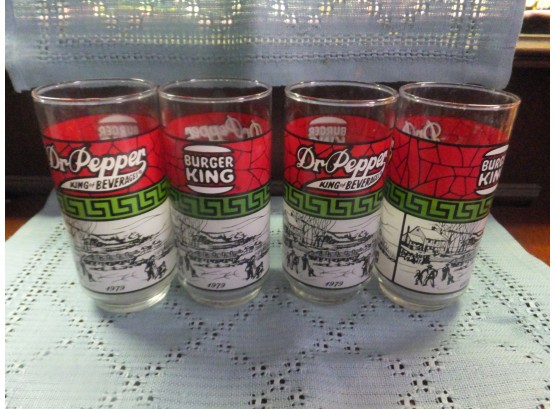 Dr Pepper
KING OF BEVERAGES
1979
BURGER
KING
1979
Dr Pepper
KING OF BEVERAGES
1979
BURGER
KING